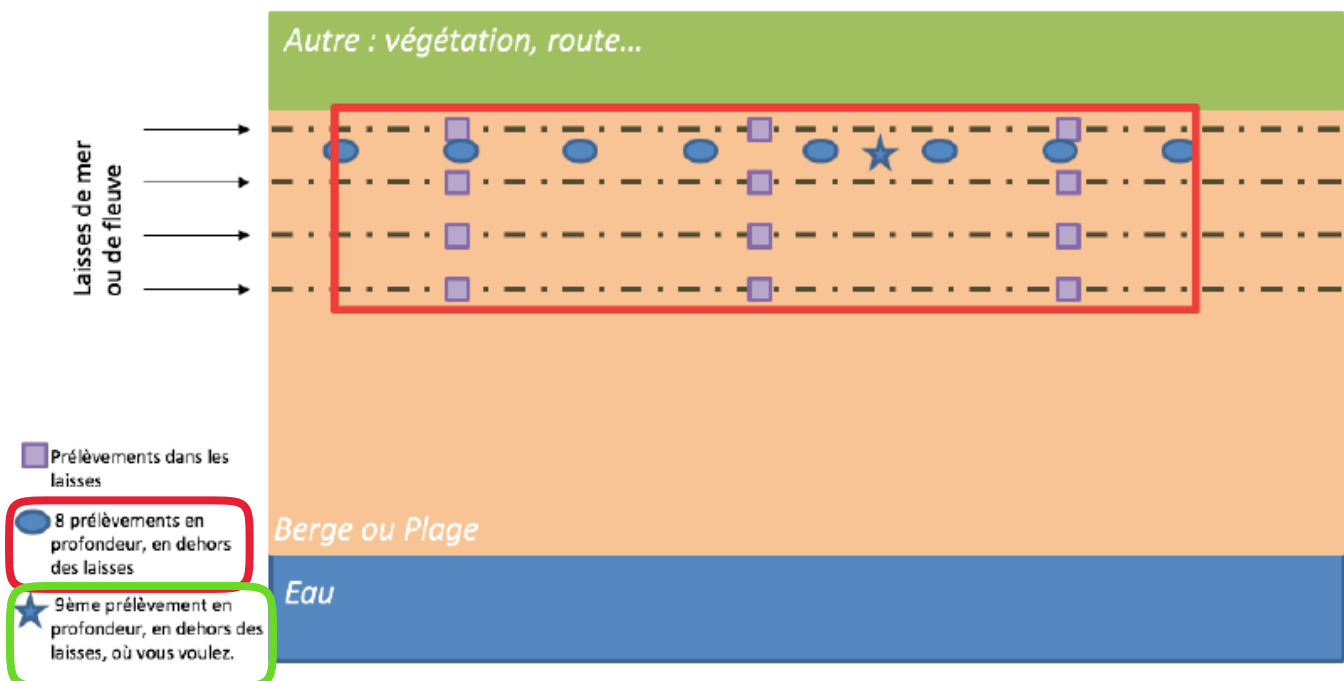 Autre : végétation, route...
Laisses de mer
ou de fleuve
Prélèvements dans les
laisses
8 prélèvements en
profondeur, en dehors
des laisses
9ème prélèvement en
profondeur, en dehors des
laisses, où vous voulez.
Berge ou Plage
Eau